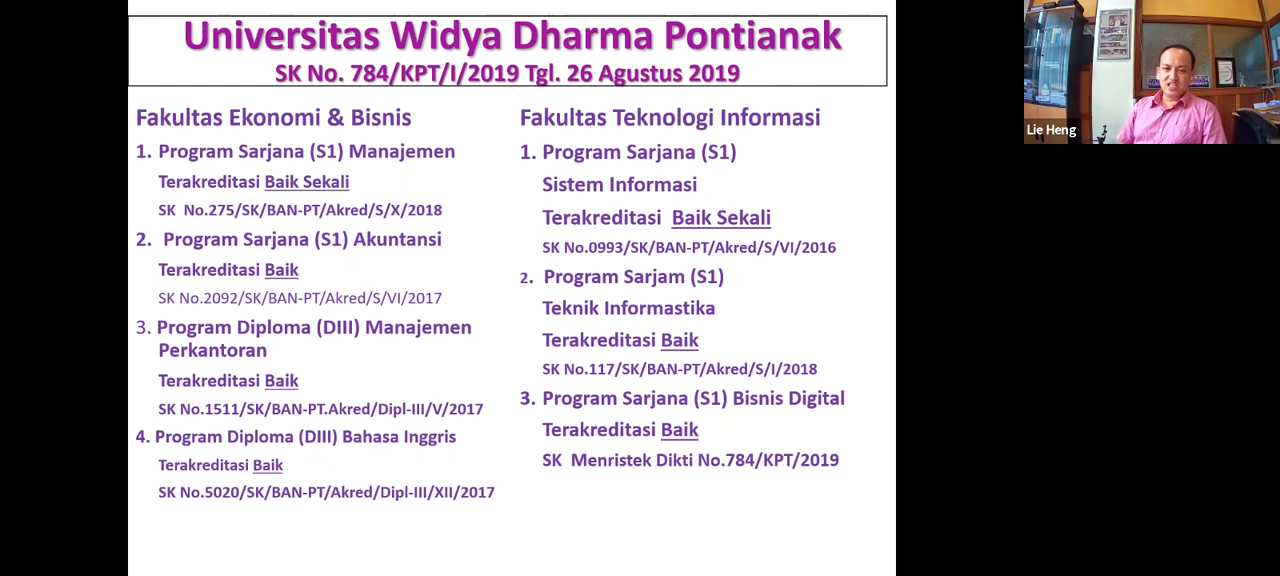 Universitas Widya Dharma Pontianak
SK No. 784/KPT/I/2019 Tgl. 26 Agustus 2019
Fakultas Ekonomi & Bisnis
1. Program Sarjana (S1) Manajemen
Terakreditasi Baik Sekali
SK No.275/SK/BAN-PT/Akred/S/X/2018
2. Program Sarjana (S1) Akuntansi
Terakreditasi Baik
SK No.2092/SK/BAN-PT/Akred/S/VI/2017
3. Program Diploma (DIII) Manajemen
Perkantoran
Terakreditasi Baik
SK No.1511/SK/BAN-PT.Akred/Dipl-III/V/2017
4. Program Diploma (DIII) Bahasa Inggris
Terakreditasi Baik
SK No.5020/SK/BAN-PT/Akred/Dipl-III/XII/2017
Fakultas Teknologi Informasi
1. Program Sarjana (S1)
Sistem Informasi
Terakreditasi Baik Sekali
SK No.0993/SK/BAN-PT/Akred/S/VI/2016
2. Program Sarjam (S1)
Teknik Informastika
Terakreditasi Baik
SK No.117/SK/BAN-PT/Akred/S/I/2018
3. Program Sarjana (S1) Bisnis Digital
Terakreditasi Baik
SK Menristek Dikti No.784/KPT/2019
Lie Heng